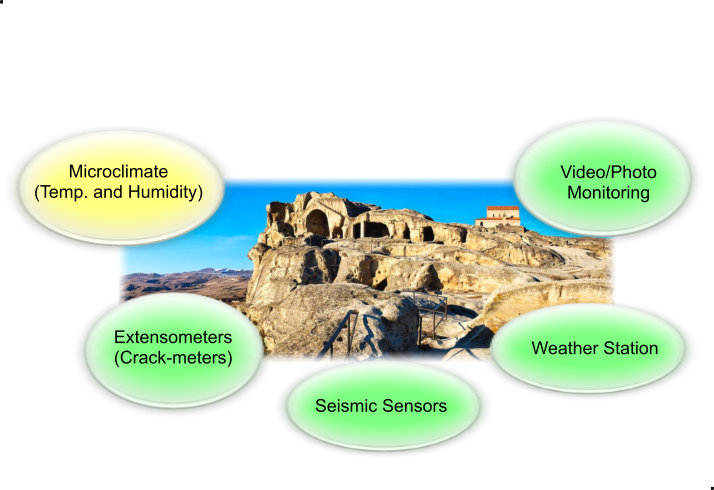 Microclimate
(Temp. and Humidity)
Video/Photo
Monitoring
Extensometers
(Crack-meters)
Weather Station
Seismic Sensors